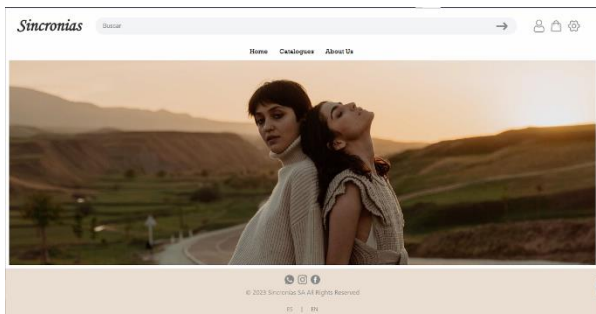 Sincronias
Buscar
Home Catalogues About Us
© 2023 Sincronias SA All Rights Reserved
ES | EN